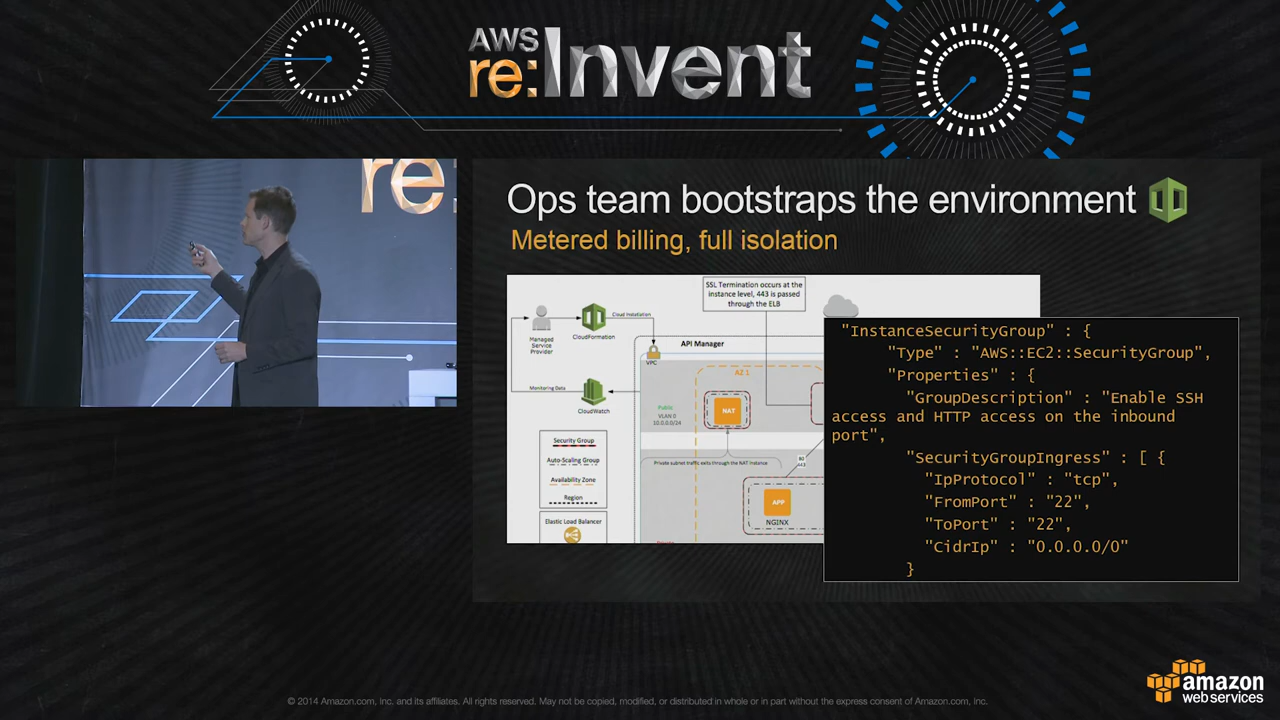 AWS
re:Invent
re:
Ops team bootstraps the environment
Metered billing, full isolation
SSL Termination occurs at the
instance level, 443 is passed
through the ELB
Cloud Installation
Managed
Service
Provider
CloudFormation
VPC
API Manager
AZ 1
Monitoring Data
CloudWatch
Public
VLAN 0
10.0.0.0/24
NAT
Security Group
Auto-Scaling Group
Availability Zone
Region
Elastic Load Balancer
Private subnet traffic exits through the NAT instance
80
443
APP
NGINX
"InstanceSecurityGroup" : {
"Type" : "AWS::EC2::SecurityGroup",
"Properties" : {
"GroupDescription" : "Enable SSH
access and HTTP access on the inbound
port",
"SecurityGroupIngress" : [ {
"IpProtocol" : "tcp",
"FromPort" : "22",
"ToPort" : "22",
"CidrIp" : "0.0.0.0/0"
}
© 2014 Amazon.com, Inc. and its affiliates. All rights reserved. May not be copied, modified, or distributed in whole or in part without the express consent of Amazon.com, Inc.
amazon
web services